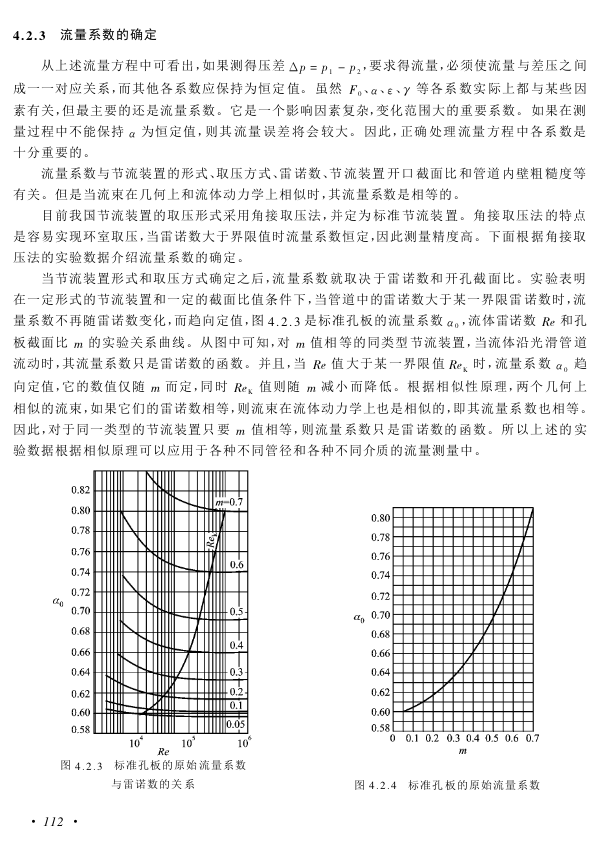 4.2.3 流量系数的确定
从上述流量方程中可看出,如果测得压差 Δp = p₁ − p₂,要求得流量,必须使流量与差压之间
成一一对应关系,而其他各系数应保持为恒定值。虽然 F₀、α、ε、γ 等各系数实际上都与某些因
素有关,但最主要的还是流量系数。它是一个影响因素复杂,变化范围大的重要系数。如果在测
量过程中不能保持 α 为恒定值,则其流量误差将会较大。因此,正确处理流量方程中各系数是
十分重要的。
流量系数与节流装置的形式、取压方式、雷诺数、节流装置开口截面比和管道内壁粗糙度等
有关。但是当流束在几何上和流体动力学上相似时,其流量系数是相等的。
目前我国节流装置的取压形式采用角接取压法,并定为标准节流装置。角接取压法的特点
是容易实现环室取压,当雷诺数大于界限值时流量系数恒定,因此测量精度高。下面根据角接取
压法的实验数据介绍流量系数的确定。
当节流装置形式和取压方式确定之后,流量系数就取决于雷诺数和开孔截面比。实验表明
在一定形式的节流装置和一定的截面比值条件下,当管道中的雷诺数大于某一界限雷诺数时,流
量系数不再随雷诺数变化,而趋向定值,图 4.2.3 是标准孔板的流量系数 α₀,流体雷诺数 Re 和孔
板截面比 m 的实验关系曲线。从图中可知,对 m 值相等的同类型节流装置,当流体沿光滑管道
流动时,其流量系数只是雷诺数的函数。并且,当 Re 值大于某一界限值 Re_K 时,流量系数 α₀ 趋
向定值,它的数值仅随 m 而定,同时 Re_K 值则随 m 减小而降低。根据相似性原理,两个几何上
相似的流束,如果它们的雷诺数相等,则流束在流体动力学上也是相似的,即其流量系数也相等。
因此,对于同一类型的节流装置只要 m 值相等,则流量系数只是雷诺数的函数。所以上述的实
验数据根据相似原理可以应用于各种不同管径和各种不同介质的流量测量中。
0.82
0.80
0.78
0.76
0.74
0.72
0.70
0.68
0.66
0.64
0.62
0.60
0.58
α₀
m=0.7
Re_K
0.6
0.5
0.4
0.3
0.2
0.1
0.05
10⁴ 10⁵ 10⁶
Re
图 4.2.3 标准孔板的原始流量系数
与雷诺数的关系
0.80
0.78
0.76
0.74
0.72
0.70
0.68
0.66
0.64
0.62
0.60
0.58
α₀
0 0.1 0.2 0.3 0.4 0.5 0.6 0.7
m
图 4.2.4 标准孔板的原始流量系数
· 112 ·